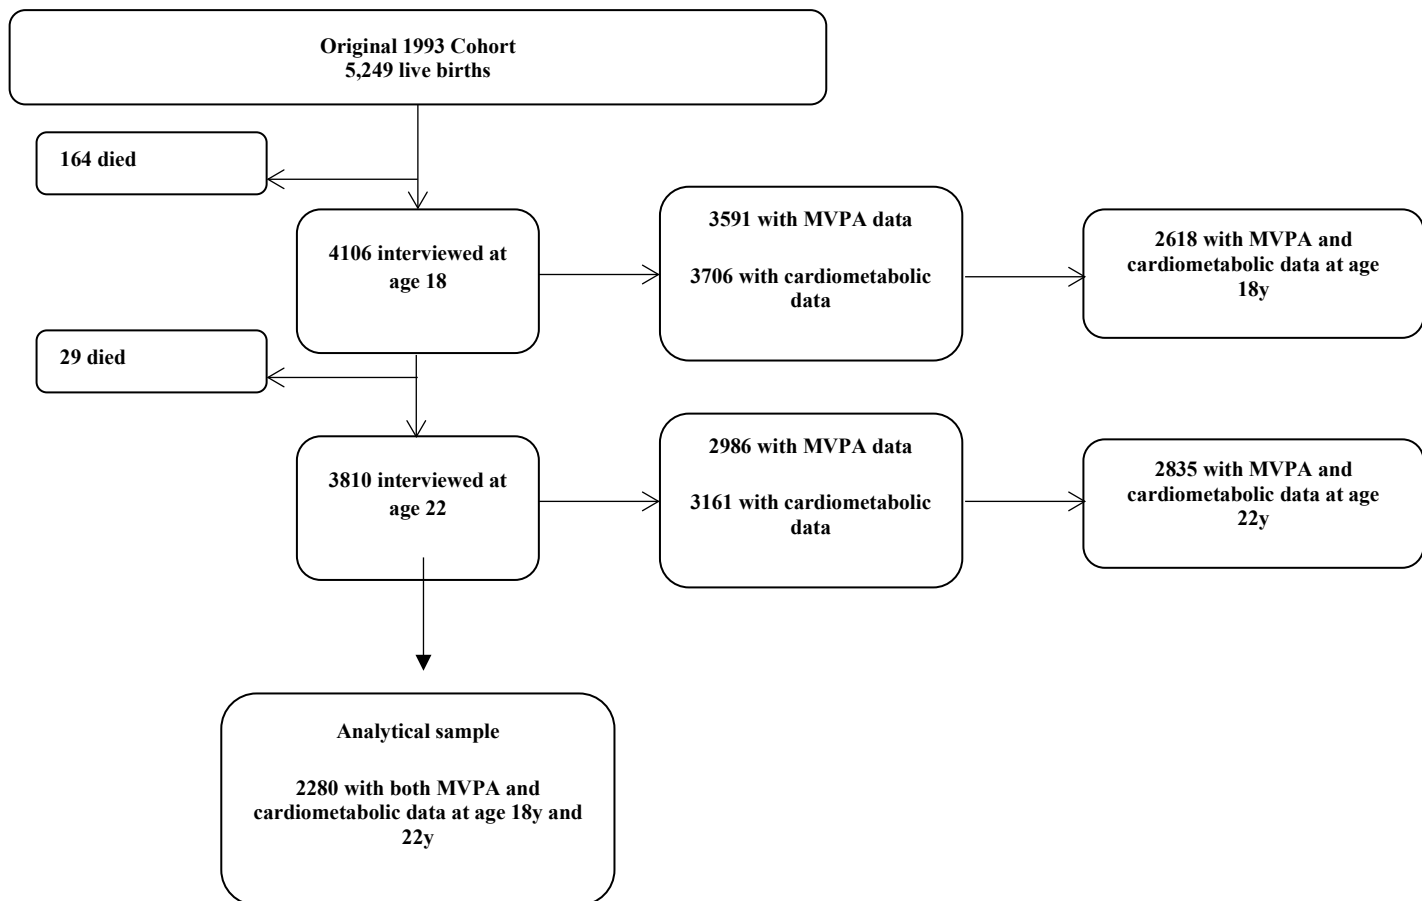 Original 1993 Cohort
5,249 live births
164 died
4106 interviewed at
age 18
3591 with MVPA data
3706 with cardiometabolic
data
2618 with MVPA and
cardiometabolic data at age
18y
29 died
3810 interviewed at
age 22
2986 with MVPA data
3161 with cardiometabolic
data
2835 with MVPA and
cardiometabolic data at age
22y
Analytical sample
2280 with both MVPA and
cardiometabolic data at age 18y and
22y